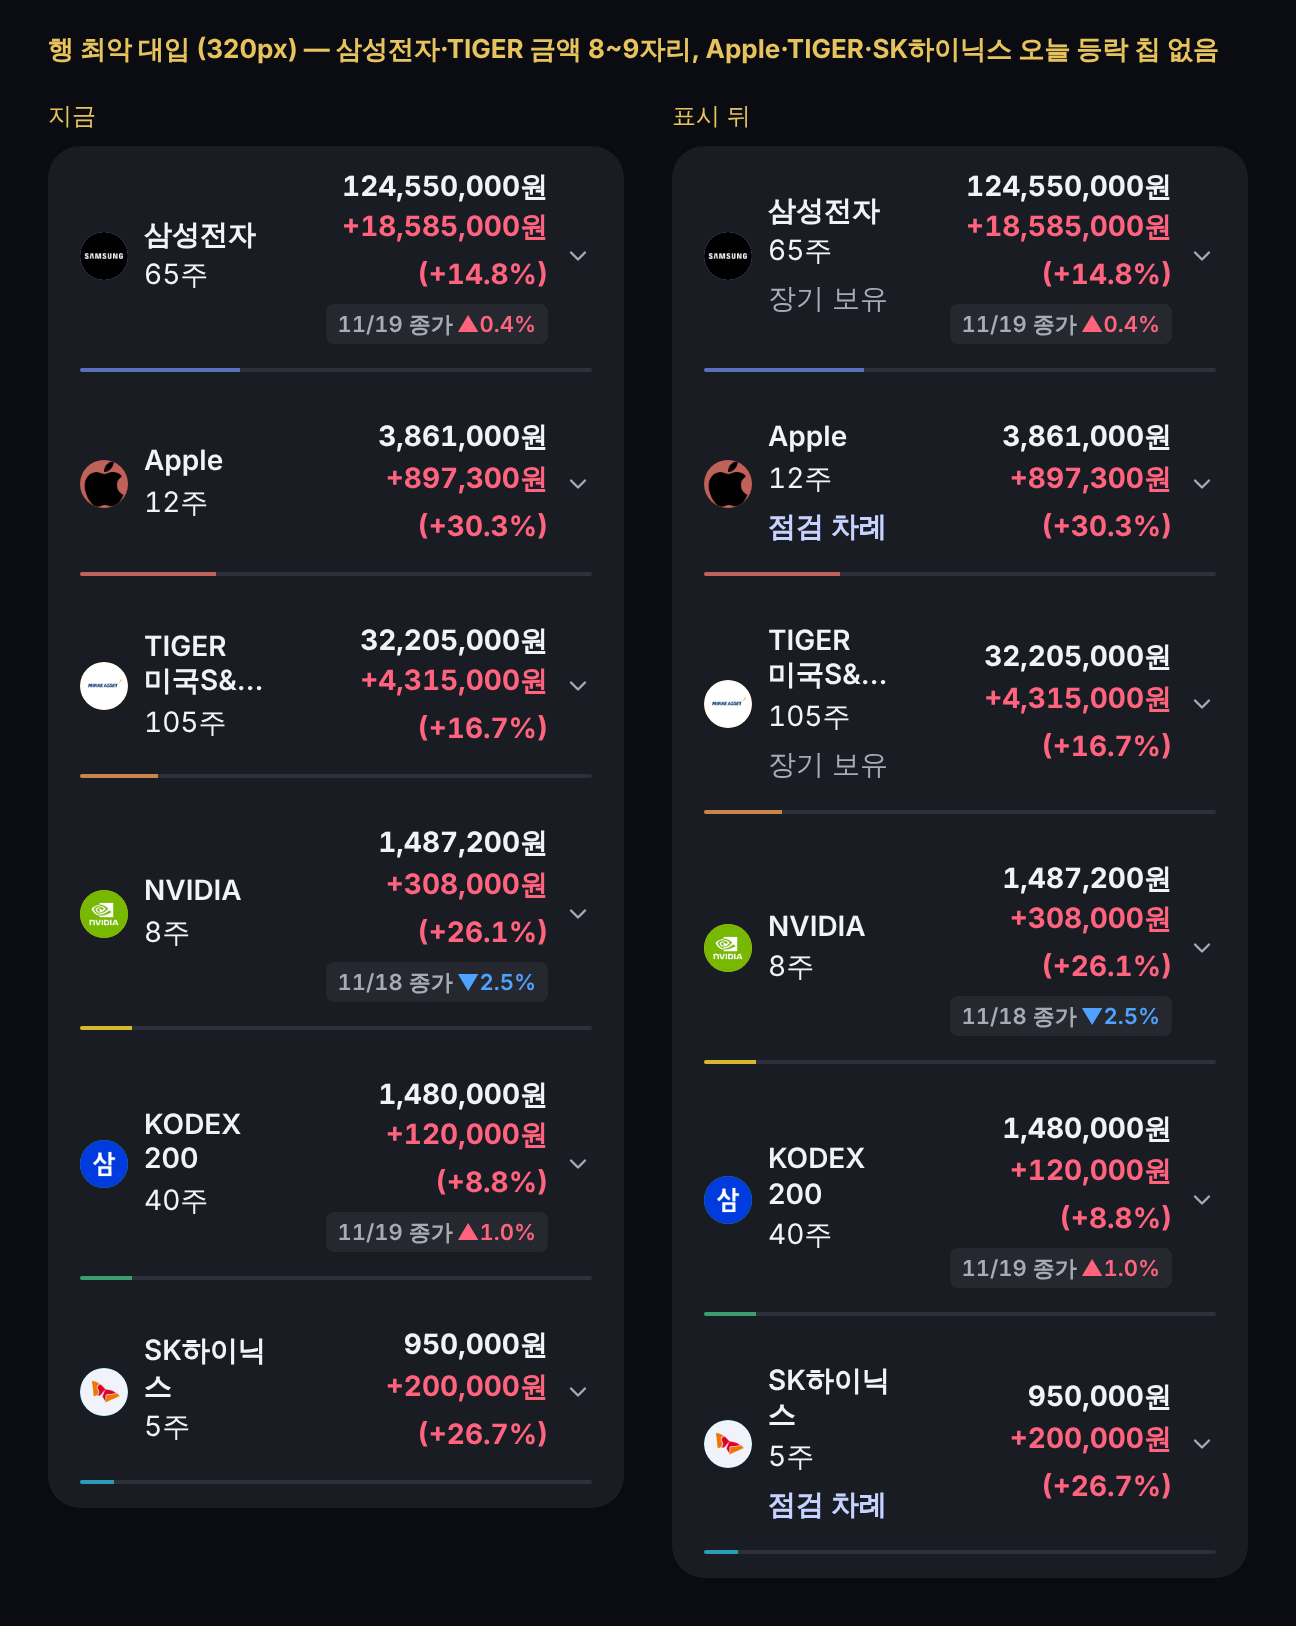 행 최악 대입 (320px) — 삼성전자·TIGER 금액 8~9자리, Apple·TIGER·SK하이닉스 오늘 등락 칩 없음
지금
124,550,000원
삼성전자
+18,585,000원
SAMSUNG
65주
(+14.8%)
11/19 종가 ▲0.4%
3,861,000원
Apple
+897,300원
12주
(+30.3%)
TIGER
32,205,000원
미국S&...
+4,315,000원
MIRAE ASSET
105주
(+16.7%)
1,487,200원
NVIDIA
+308,000원
NVIDIA
8주
(+26.1%)
11/18 종가 ▼2.5%
1,480,000원
KODEX
+120,000원
200
삼
(+8.8%)
40주
11/19 종가 ▲1.0%
SK하이닉
950,000원
스
+200,000원
5주
(+26.7%)
표시 뒤
124,550,000원
삼성전자
+18,585,000원
65주
SAMSUNG
(+14.8%)
장기 보유
11/19 종가 ▲0.4%
Apple
3,861,000원
12주
+897,300원
점검 차례
(+30.3%)
TIGER
32,205,000원
미국S&...
+4,315,000원
MIRAE ASSET
105주
(+16.7%)
장기 보유
1,487,200원
NVIDIA
+308,000원
NVIDIA
8주
(+26.1%)
11/18 종가 ▼2.5%
1,480,000원
KODEX
+120,000원
200
삼
(+8.8%)
40주
11/19 종가 ▲1.0%
SK하이닉
950,000원
스
+200,000원
5주
(+26.7%)
점검 차례